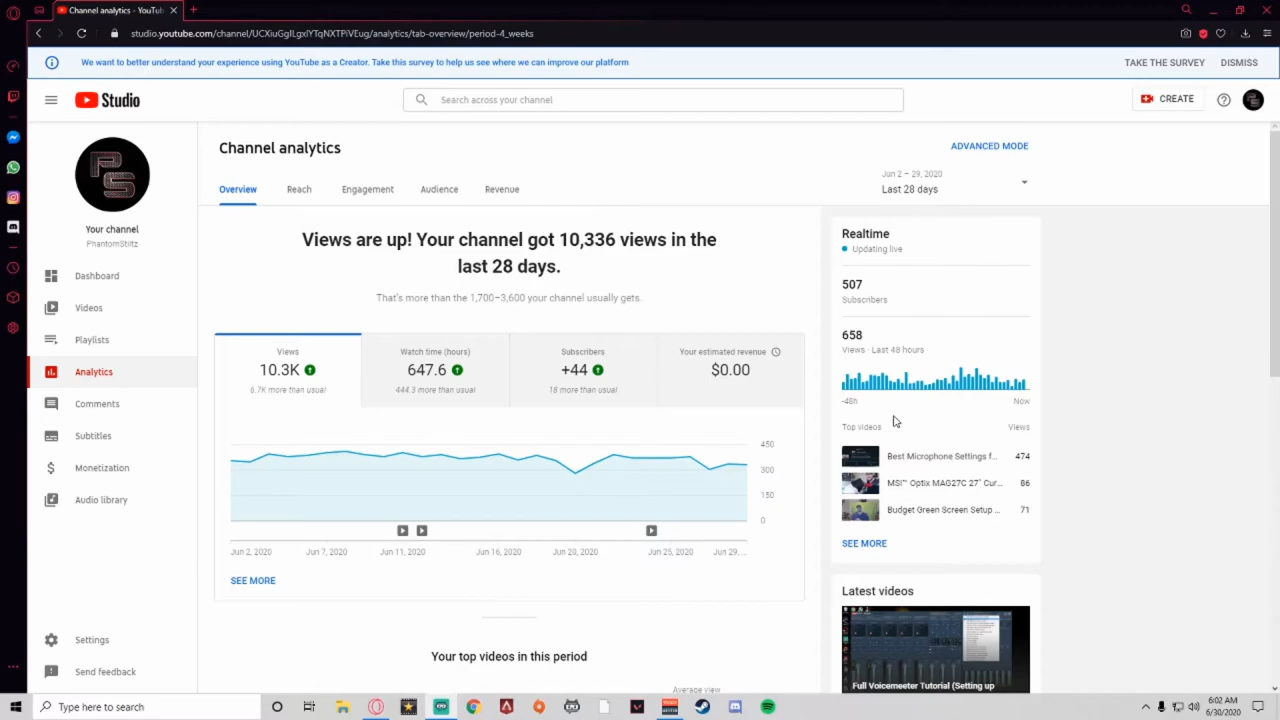 Channel analytics - YouTu
studio.youtube.com/channel/UCXiuGgILgxlYTqNXTPiVEug/analytics/tab-overview/period-4_weeks
We want to better understand your experience using YouTube as a Creator. Take this survey to help us see where we can improve our platform
TAKE THE SURVEY
DISMISS
Studio
Search across your channel
CREATE
PS
Your channel
PhantomStiltz
Dashboard
Videos
Playlists
Analytics
Comments
Subtitles
Monetization
Audio library
Settings
Send feedback
Channel analytics
ADVANCED MODE
Overview
Reach
Engagement
Audience
Revenue
Jun 2 – 29, 2020
Last 28 days
Views are up! Your channel got 10,336 views in the
last 28 days.
That's more than the 1,700–3,600 your channel usually gets.
Views
10.3K
6.7K more than usual
Watch time (hours)
647.6
444.3 more than usual
Subscribers
+44
18 more than usual
Your estimated revenue
$0.00
450
300
150
0
Jun 2, 2020
Jun 7, 2020
Jun 11, 2020
Jun 16, 2020
Jun 20, 2020
Jun 25, 2020
Jun 29, ...
SEE MORE
Your top videos in this period
Average view
Realtime
Updating live
507
Subscribers
658
Views · Last 48 hours
-48h
Now
Top videos
Views
Best Microphone Settings f...
474
MSI™ Optix MAG27C 27" Cur...
86
Budget Green Screen Setup ...
71
SEE MORE
Latest videos
Full Voicemeeter Tutorial (Setting up
Type here to search
6:02 AM
6/30/2020